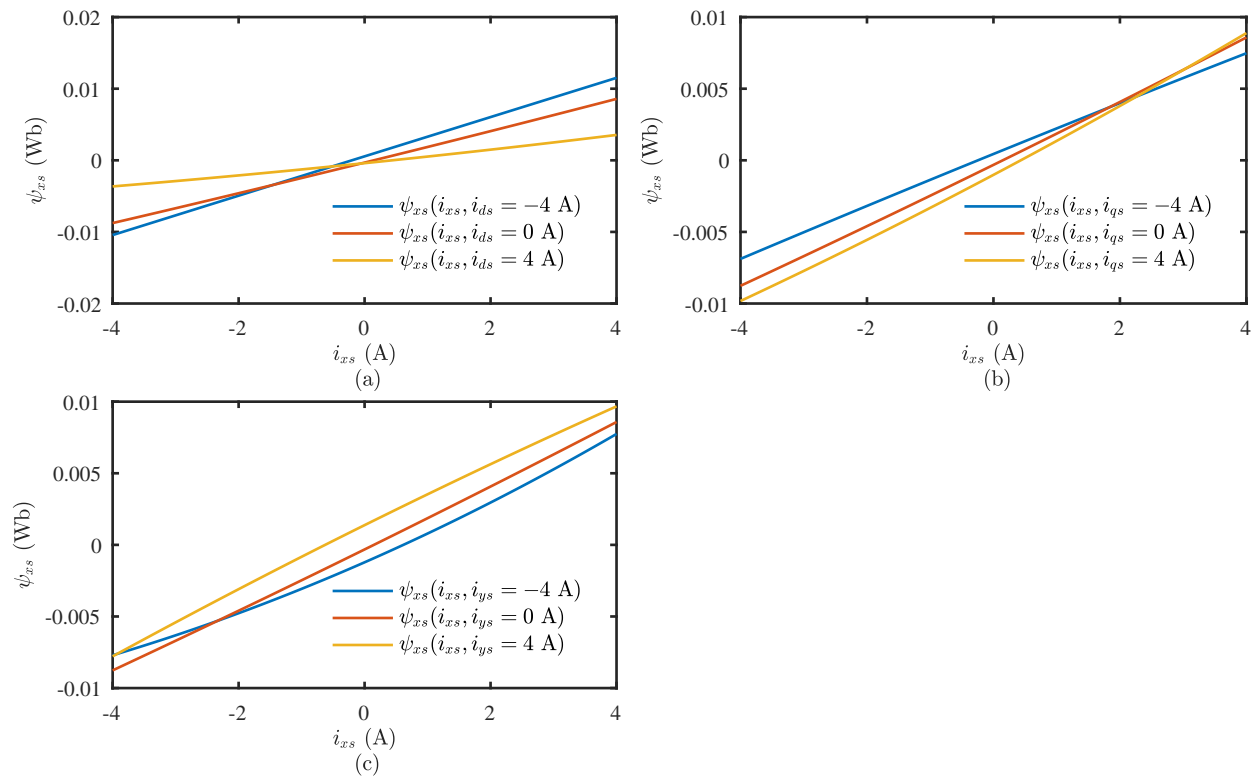 0.02
0.01
0
-0.01
-0.02
ψxs (Wb)
ψxs(ixs, ids = −4 A)
ψxs(ixs, ids = 0 A)
ψxs(ixs, ids = 4 A)
-4 -2 0 2 4
ixs (A)
(a)
0.01
0.005
0
-0.005
-0.01
ψxs (Wb)
ψxs(ixs, iqs = −4 A)
ψxs(ixs, iqs = 0 A)
ψxs(ixs, iqs = 4 A)
-4 -2 0 2 4
ixs (A)
(b)
0.01
0.005
0
-0.005
-0.01
ψxs (Wb)
ψxs(ixs, iys = −4 A)
ψxs(ixs, iys = 0 A)
ψxs(ixs, iys = 4 A)
-4 -2 0 2 4
ixs (A)
(c)